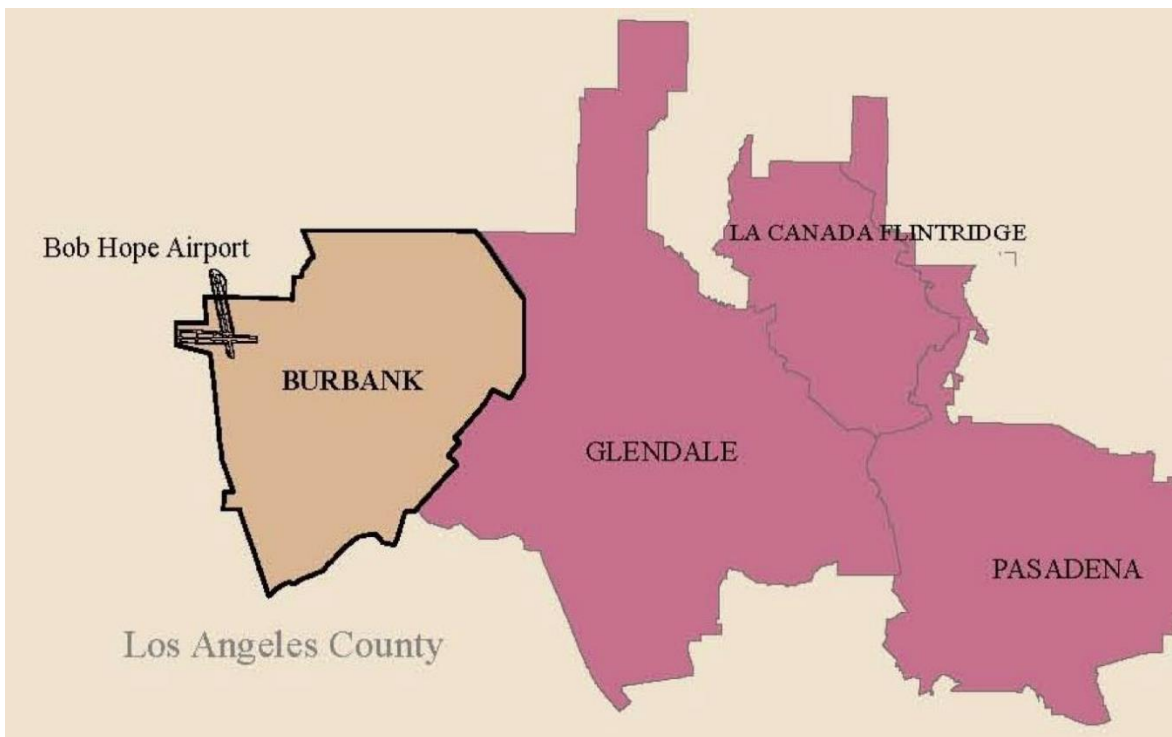 LA CANADA FLINTRIDGE
Bob Hope Airport
BURBANK
GLENDALE
PASADENA
Los Angeles County